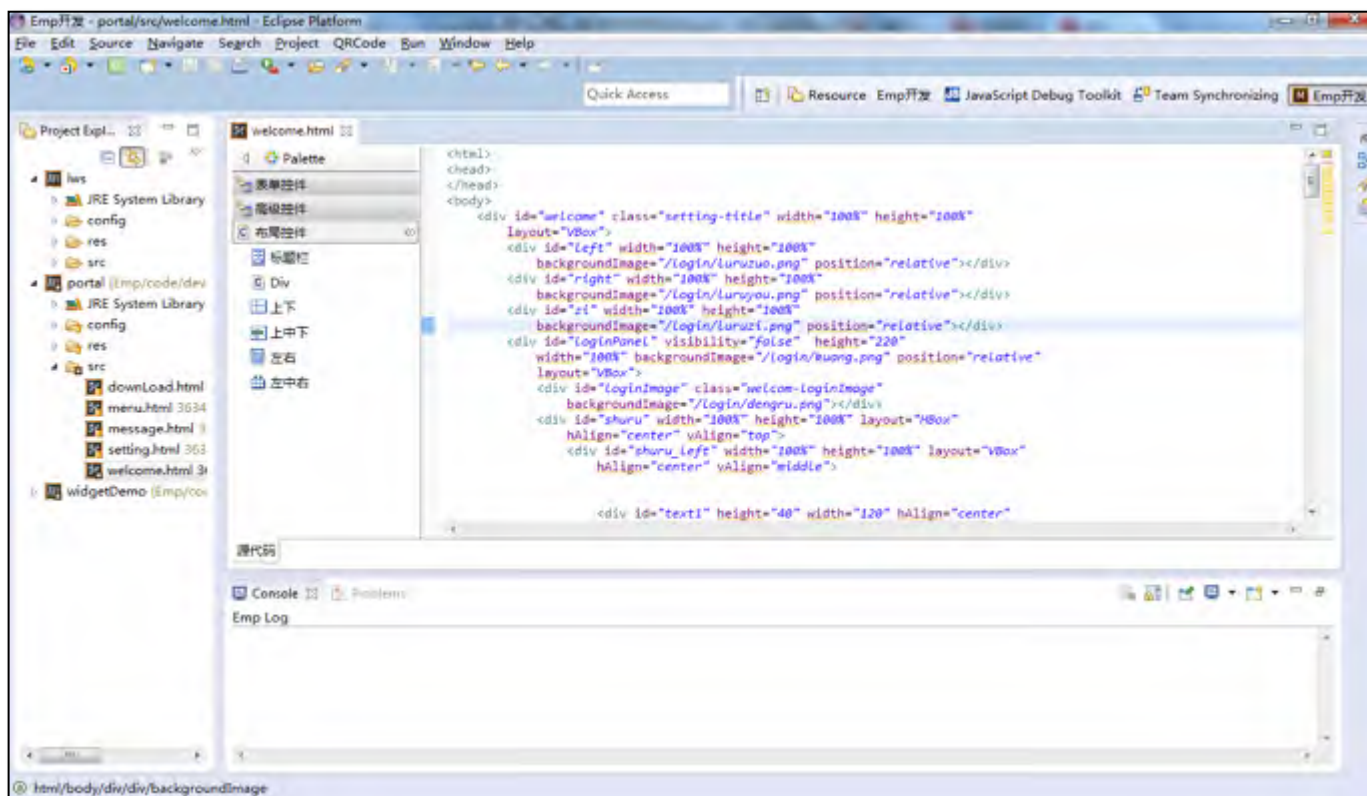 Emp开发 - portal/src/welcome.html - Eclipse Platform
File Edit Source Navigate Search Project QRCode Run Window Help
Quick Access
Resource Emp开发 JavaScript Debug Toolkit Team Synchronizing Emp开发
Project Expl...
lws
JRE System Library
config
res
src
portal (Emp/code/dev
JRE System Library
config
res
src
downLoad.html
menu.html 3634
message.html
setting.html 363
welcome.html 3
widgetDemo (Emp/co
welcome.html
Palette
表单控件
高级控件
布局控件
标题栏
Div
上下
上中下
左右
左中右
<html>
<head>
</head>
<body>
<div id="welcome" class="setting-title" width="100%" height="100%"
layout="VBox">
<div id="left" width="100%" height="100%"
backgroundImage="/login/luruzuo.png" position="relative"></div>
<div id="right" width="100%" height="100%"
backgroundImage="/login/luruyou.png" position="relative"></div>
<div id="zi" width="100%" height="100%"
backgroundImage="/login/luruzi.png" position="relative"></div>
<div id="loginPanel" visibility="false" height="220"
width="100%" backgroundImage="/login/kuang.png" position="relative"
layout="VBox">
<div id="loginImage" class="welcom-loginImage"
backgroundImage="/login/dengru.png"></div>
<div id="shuru" width="100%" height="100%" layout="HBox"
hAlign="center" vAlign="top">
<div id="shuru_left" width="100%" height="100%" layout="VBox"
hAlign="center" vAlign="middle">
<div id="text1" height="40" width="120" hAlign="center"
源代码
Console Problems
Emp Log
html/body/div/div/backgroundImage